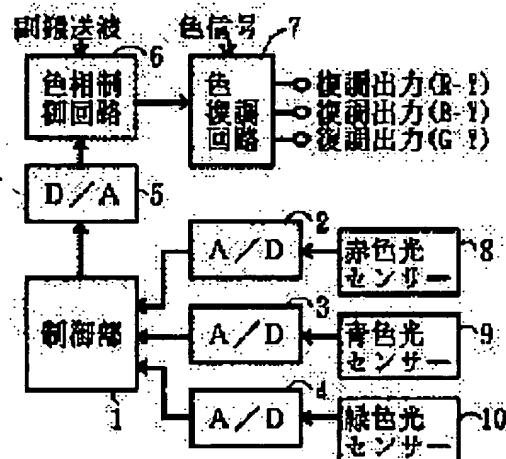 副搬送波
色信号
6
7
色相制
御回路
色
復調
回路
復調出力(R-Y)
復調出力(B-Y)
復調出力(G Y)
D/A
5
2
A/D
赤色光
センサー
8
制御部
1
3
A/D
青色光
センサー
9
4
A/D
緑色光
センサー
10